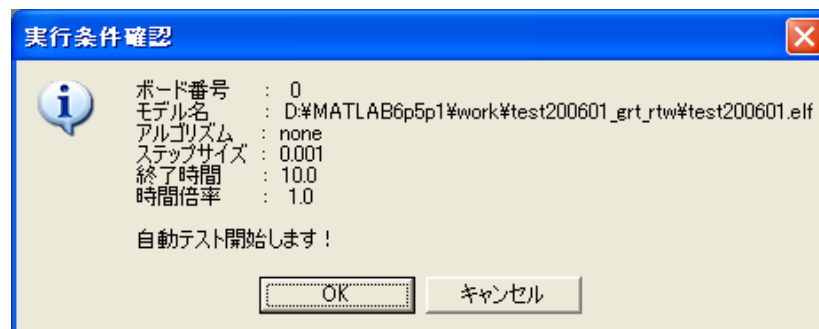 実行条件確認
ボード番号 : 0
モデル名 : D:¥MATLAB6p5p1¥work¥test200601_grt_rtw¥test200601.elf
アルゴリズム : none
ステップサイズ : 0.001
終了時間 : 10.0
時間倍率 : 1.0
自動テスト開始します！
OK キャンセル